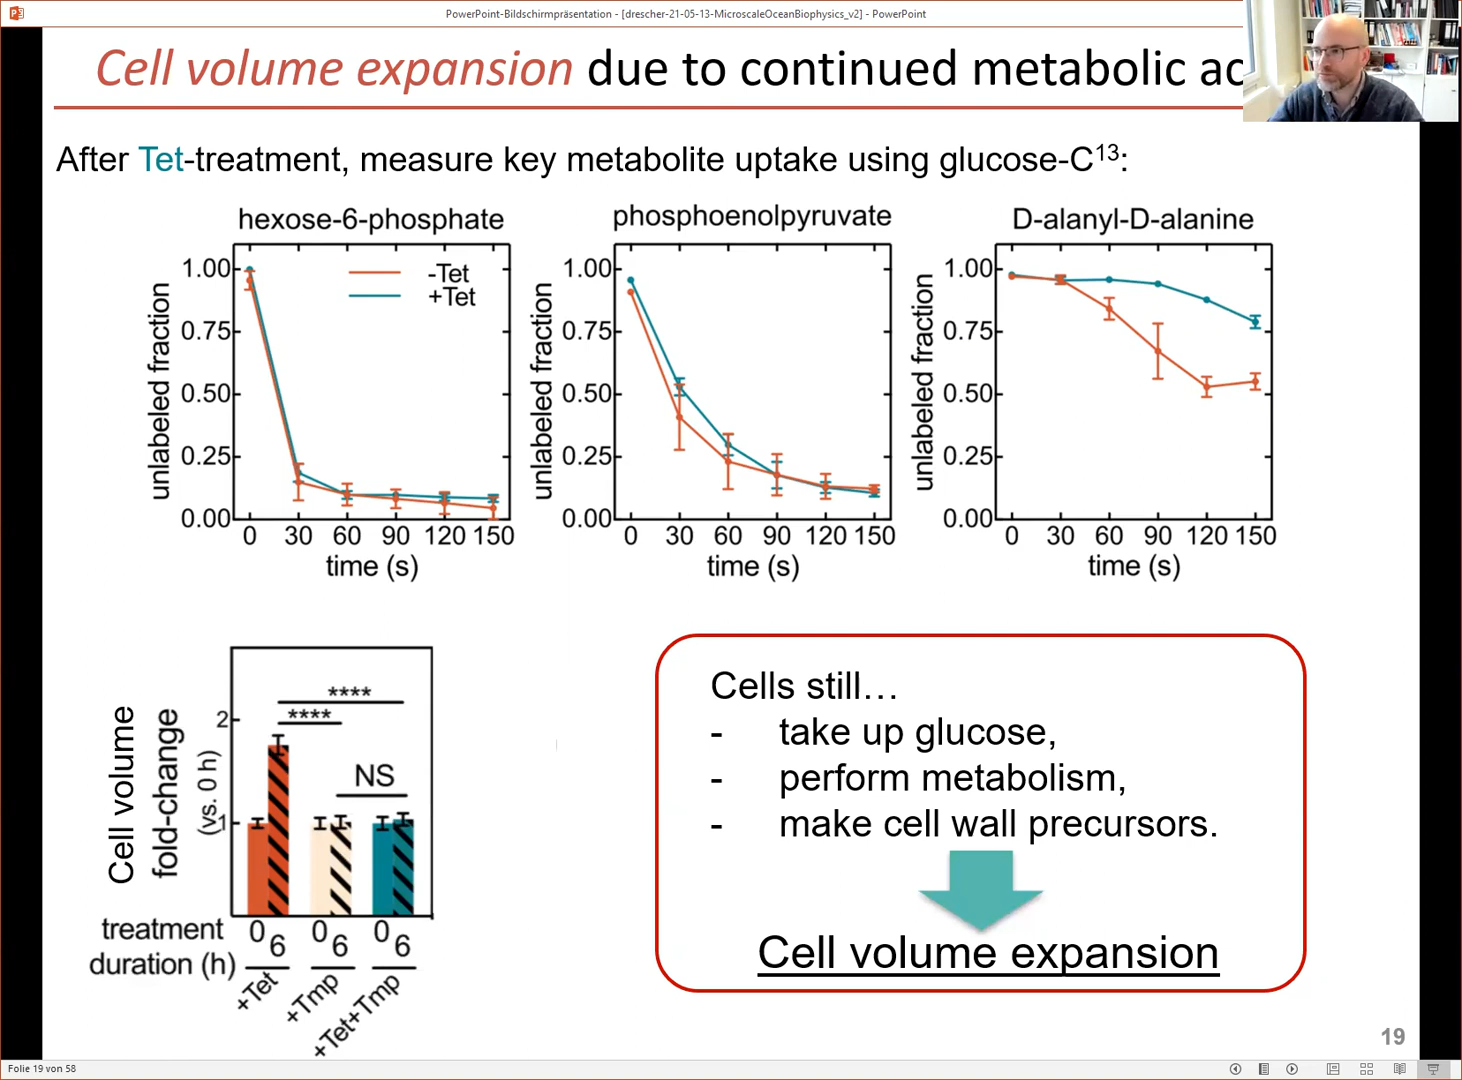 PowerPoint-Bildschirmpräsentation - [drescher-21-05-13-MicroscaleOceanBiophysics_v2] - PowerPoint
Cell volume expansion due to continued metabolic ac
After Tet-treatment, measure key metabolite uptake using glucose-C¹³:
hexose-6-phosphate
unlabeled fraction
1.00
0.75
0.50
0.25
0.00
-Tet
+Tet
0 30 60 90 120 150
time (s)
phosphoenolpyruvate
unlabeled fraction
1.00
0.75
0.50
0.25
0.00
0 30 60 90 120 150
time (s)
D-alanyl-D-alanine
unlabeled fraction
1.00
0.75
0.50
0.25
0.00
0 30 60 90 120 150
time (s)
Cell volume
fold-change
(vs. 0 h)
2
1
****
****
NS
treatment
duration (h)
0 6 0 6 0 6
+Tet
+Tmp
+Tet+Tmp
Cells still…
- take up glucose,
- perform metabolism,
- make cell wall precursors.
Cell volume expansion
19
Folie 19 von 58